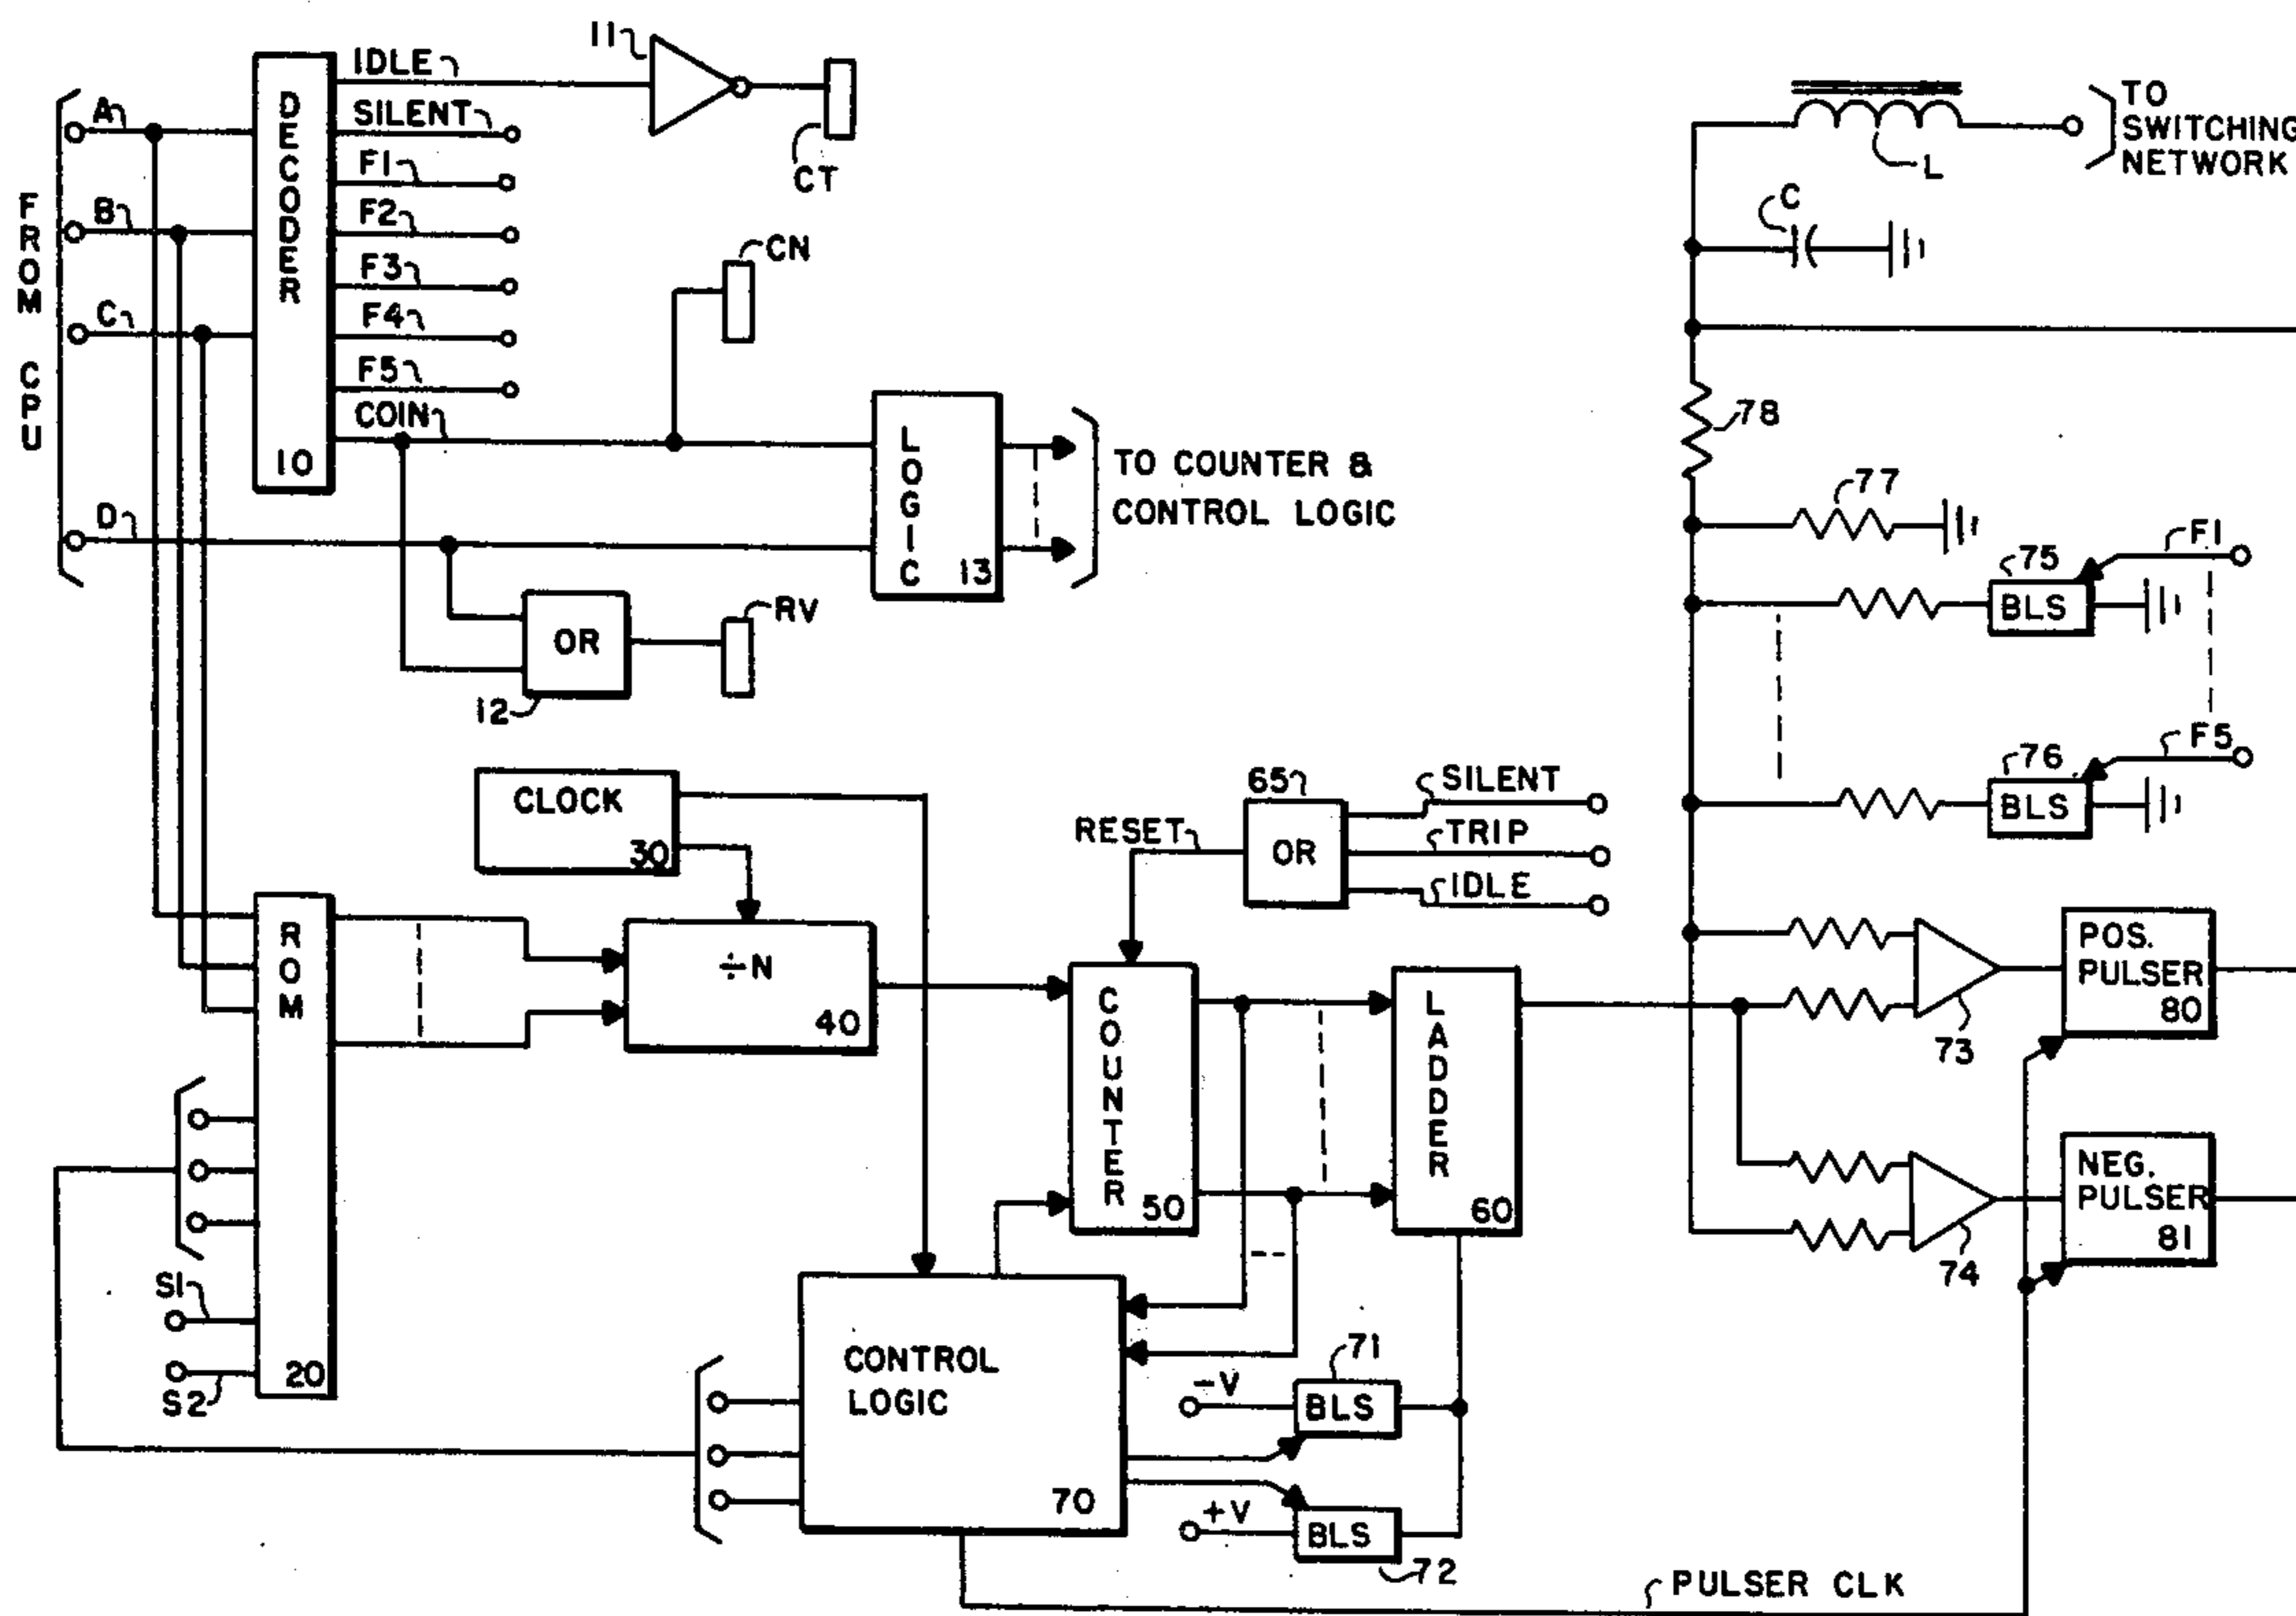 FROM CPU
A
B
C
D
DECODER
10
IDLE
SILENT
F1
F2
F3
F4
F5
COIN
11
CT
CN
LOGIC
13
TO COUNTER &
CONTROL LOGIC
OR
12
RV
TO
SWITCHING
NETWORK
L
C
78
77
75
BLS
F1
76
BLS
F5
CLOCK
30
65
OR
SILENT
TRIP
IDLE
RESET
ROM
20
÷N
40
COUNTER
50
LADDER
60
73
POS.
PULSER
80
74
NEG.
PULSER
81
S1
S2
CONTROL
LOGIC
70
71
-V
BLS
+V
BLS
72
PULSER CLK